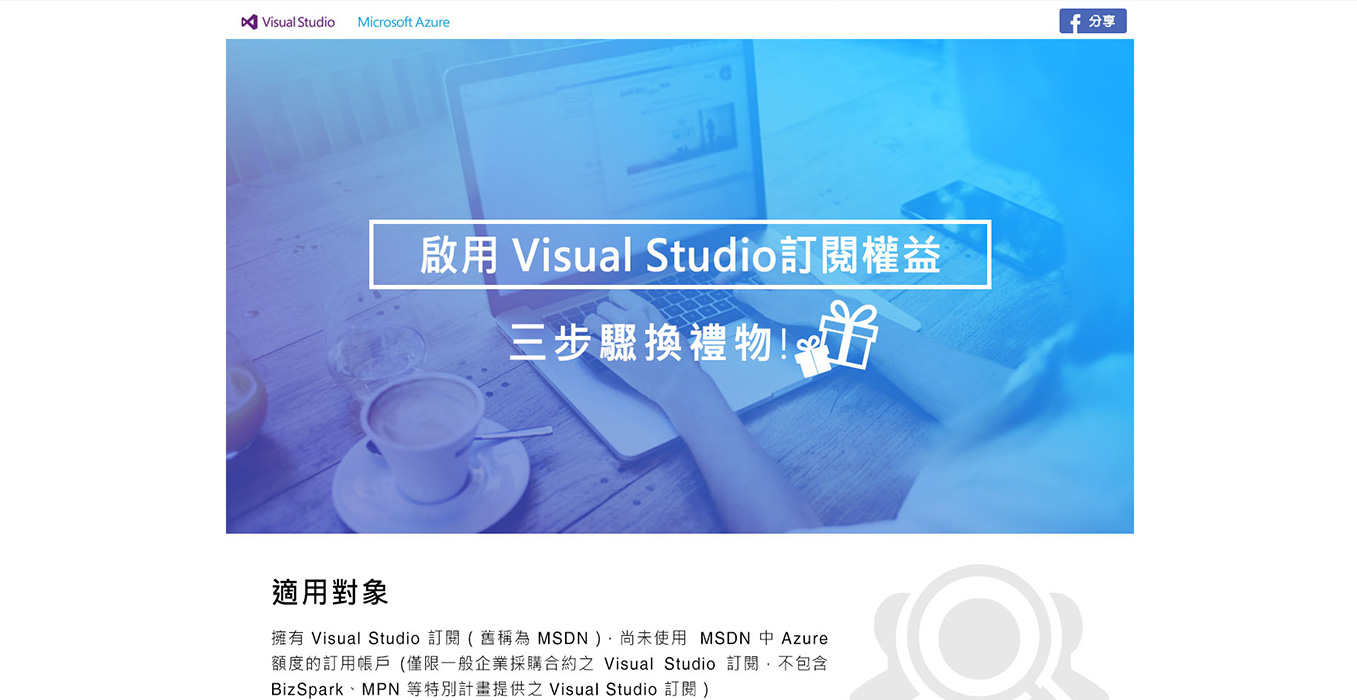 Visual Studio Microsoft Azure 分享
啟用 Visual Studio訂閱權益
三步驟換禮物!
適用對象
擁有 Visual Studio 訂閱 ( 舊稱為 MSDN )，尚未使用 MSDN 中 Azure
額度的訂用帳戶 (僅限一般企業採購合約之 Visual Studio 訂閱，不包含
BizSpark、MPN 等特別計畫提供之 Visual Studio 訂閱 )